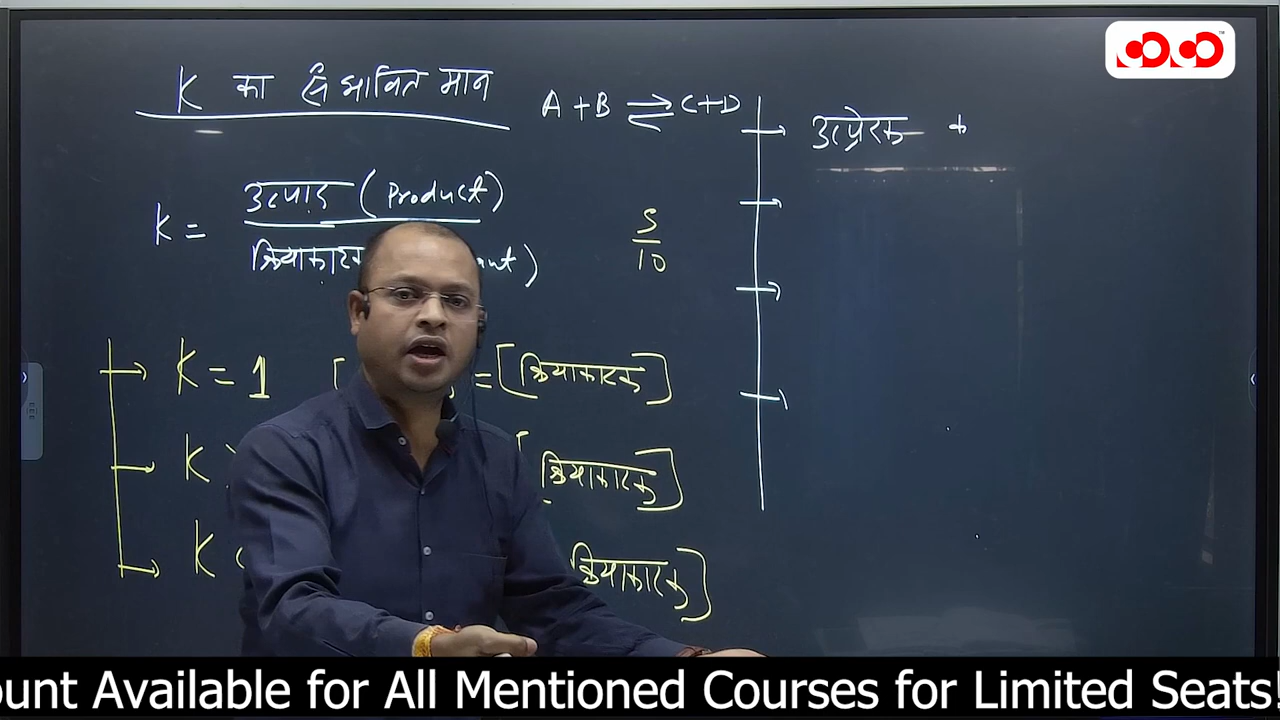 K का संभावित मान
A + B ⇌ C + D
उत्प्रेरक –
K = उत्पाद (Product)
क्रियाकारक
5
10
K = 1 [ = [क्रियाकारक]
K > [क्रियाकारक]
K < क्रियाकारक]
ount Available for All Mentioned Courses for Limited Seats!